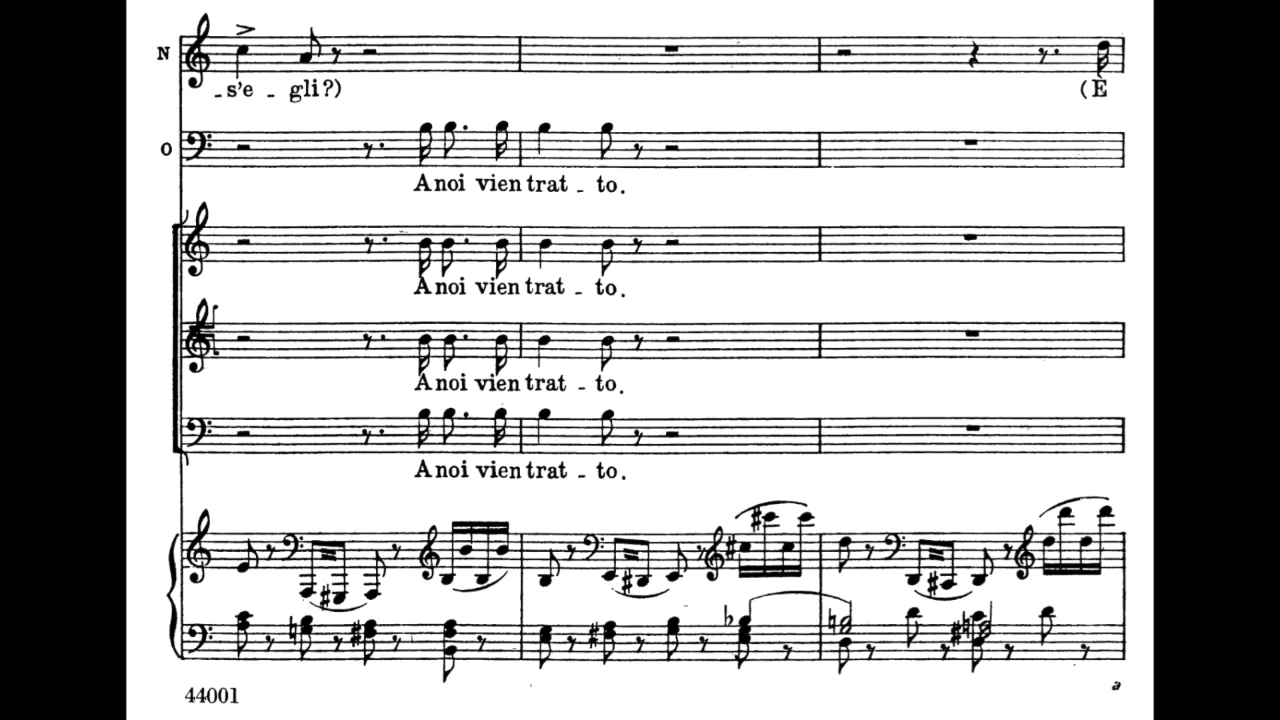 N
- s'e - gli?) (E
O
A noi vien trat - to.
A noi vien trat - to.
A noi vien trat - to.
A noi vien trat - to.
44001 a